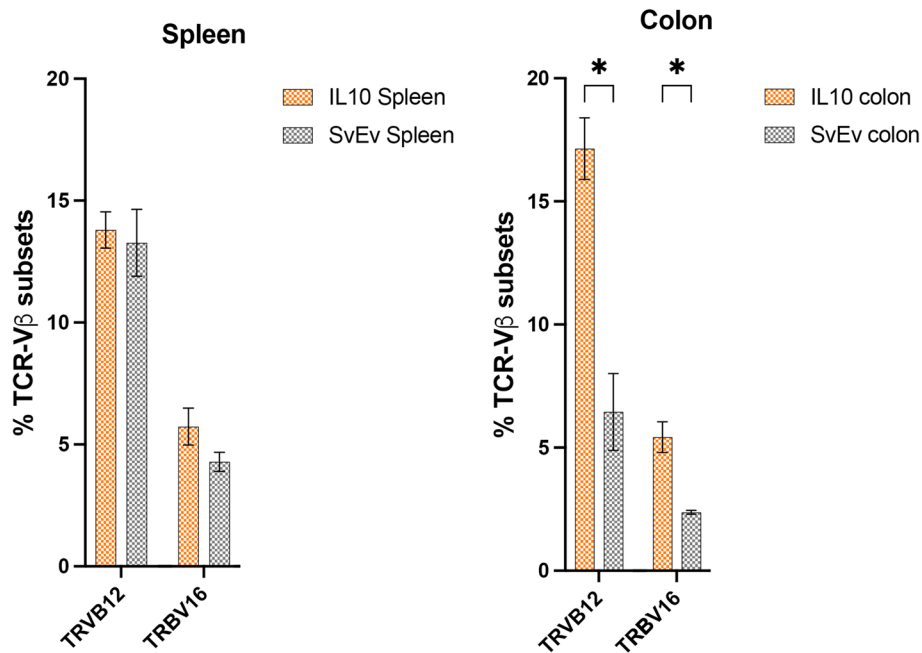 Spleen
IL10 Spleen
SvEv Spleen
% TCR-Vβ subsets
20
15
10
5
0
TRVB12
TRBV16
Colon
*
*
IL10 colon
SvEv colon
% TCR-Vβ subsets
20
15
10
5
0
TRVB12
TRBV16